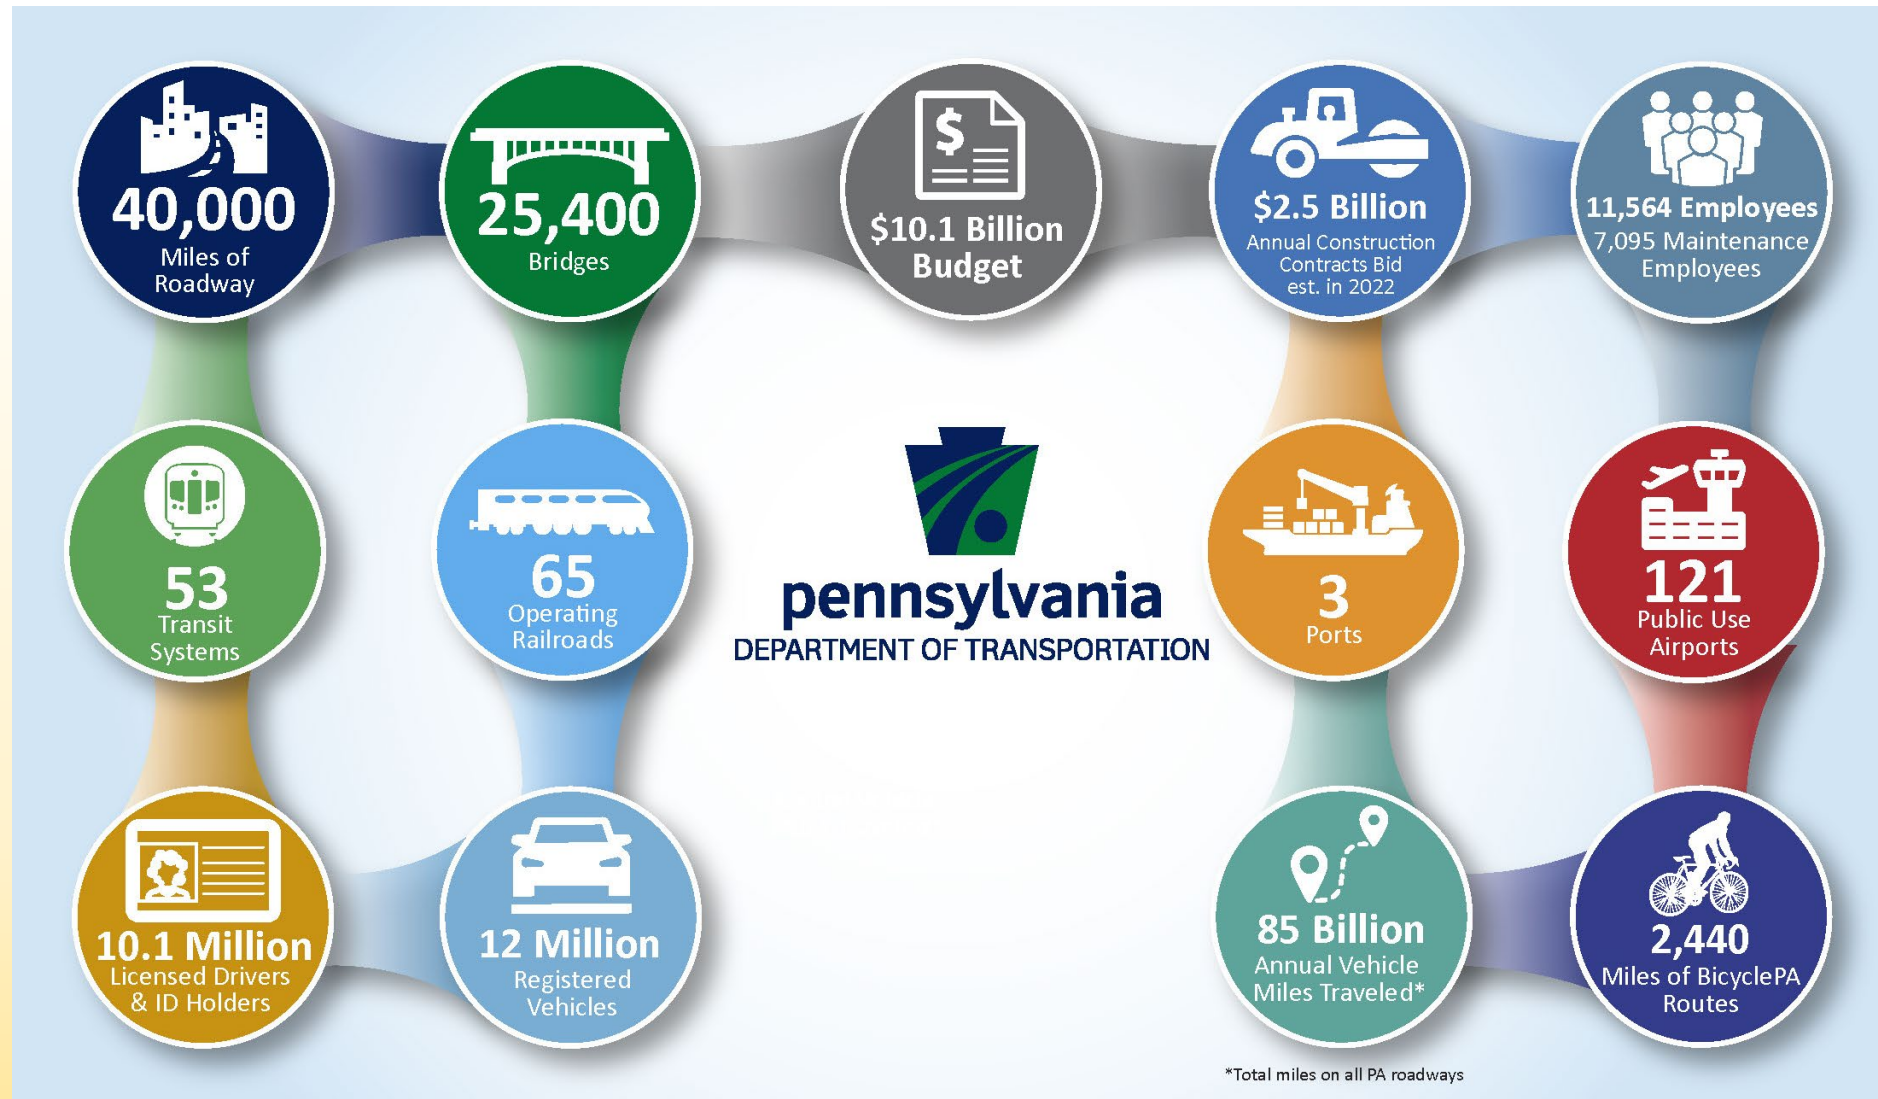 40,000
Miles of
Roadway
25,400
Bridges
$
$10.1 Billion
Budget
$2.5 Billion
Annual Construction
Contracts Bid
est. in 2022
11,564 Employees
7,095 Maintenance
Employees
53
Transit
Systems
65
Operating
Railroads
pennsylvania
DEPARTMENT OF TRANSPORTATION
3
Ports
121
Public Use
Airports
10.1 Million
Licensed Drivers
& ID Holders
12 Million
Registered
Vehicles
85 Billion
Annual Vehicle
Miles Traveled*
2,440
Miles of BicyclePA
Routes
*Total miles on all PA roadways